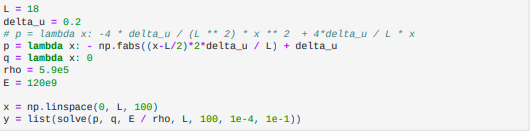 L = 18
delta_u = 0.2
# p = lambda x: -4 * delta_u / (L ** 2) * x ** 2  + 4*delta_u / L * x
p = lambda x: - np.fabs((x-L/2)*2*delta_u / L) + delta_u
q = lambda x: 0
rho = 5.9e5
E = 120e9

x = np.linspace(0, L, 100)
y = list(solve(p, q, E / rho, L, 100, 1e-4, 1e-1))